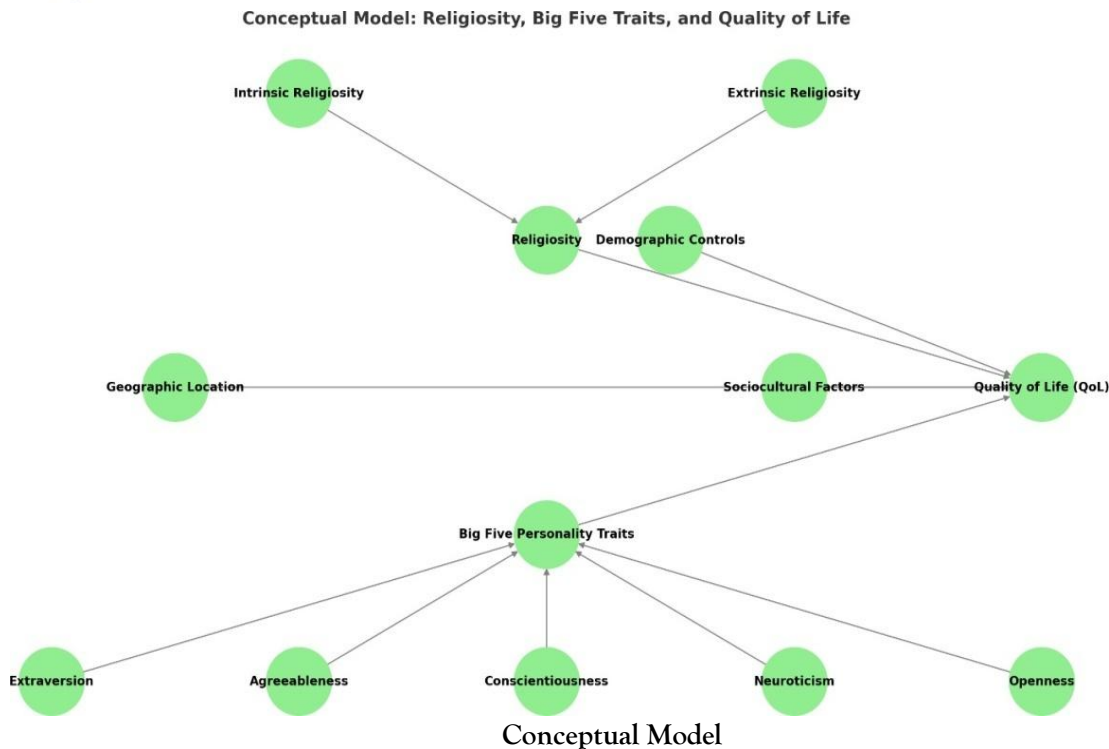 Conceptual Model: Religiosity, Big Five Traits, and Quality of Life
Intrinsic Religiosity
Extrinsic Religiosity
Religiosity
Demographic Controls
Geographic Location
Sociocultural Factors
Quality of Life (QoL)
Big Five Personality Traits
Extraversion
Agreeableness
Conscientiousness
Neuroticism
Openness
Conceptual Model